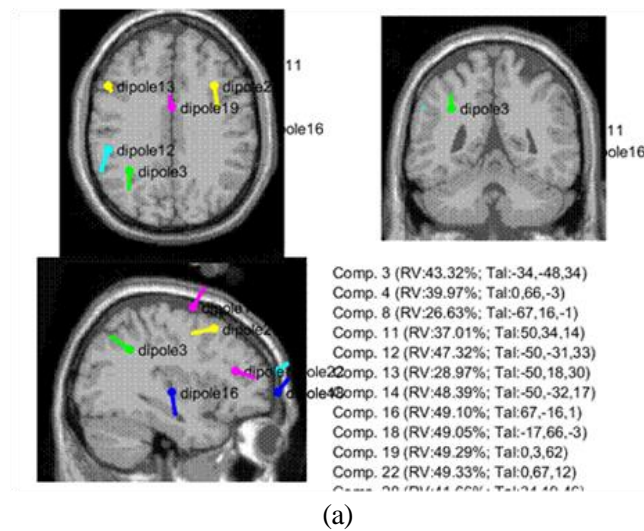 11
dipole13
dipole2
dipole19
pole16
dipole12
dipole3
dipole3
11
ole16
dipole2
dipole3
dipole16
Comp. 3 (RV:43.32%; Tal:-34,-48,34)
Comp. 4 (RV:39.97%; Tal:0,66,-3)
Comp. 8 (RV:26.63%; Tal:-67,16,-1)
Comp. 11 (RV:37.01%; Tal:50,34,14)
Comp. 12 (RV:47.32%; Tal:-50,-31,33)
Comp. 13 (RV:28.97%; Tal:-50,18,30)
Comp. 14 (RV:48.39%; Tal:-50,-32,17)
Comp. 16 (RV:49.10%; Tal:67,-16,1)
Comp. 18 (RV:49.05%; Tal:-17,66,-3)
Comp. 19 (RV:49.29%; Tal:0,3,62)
Comp. 22 (RV:49.33%; Tal:0,67,12)
(a)